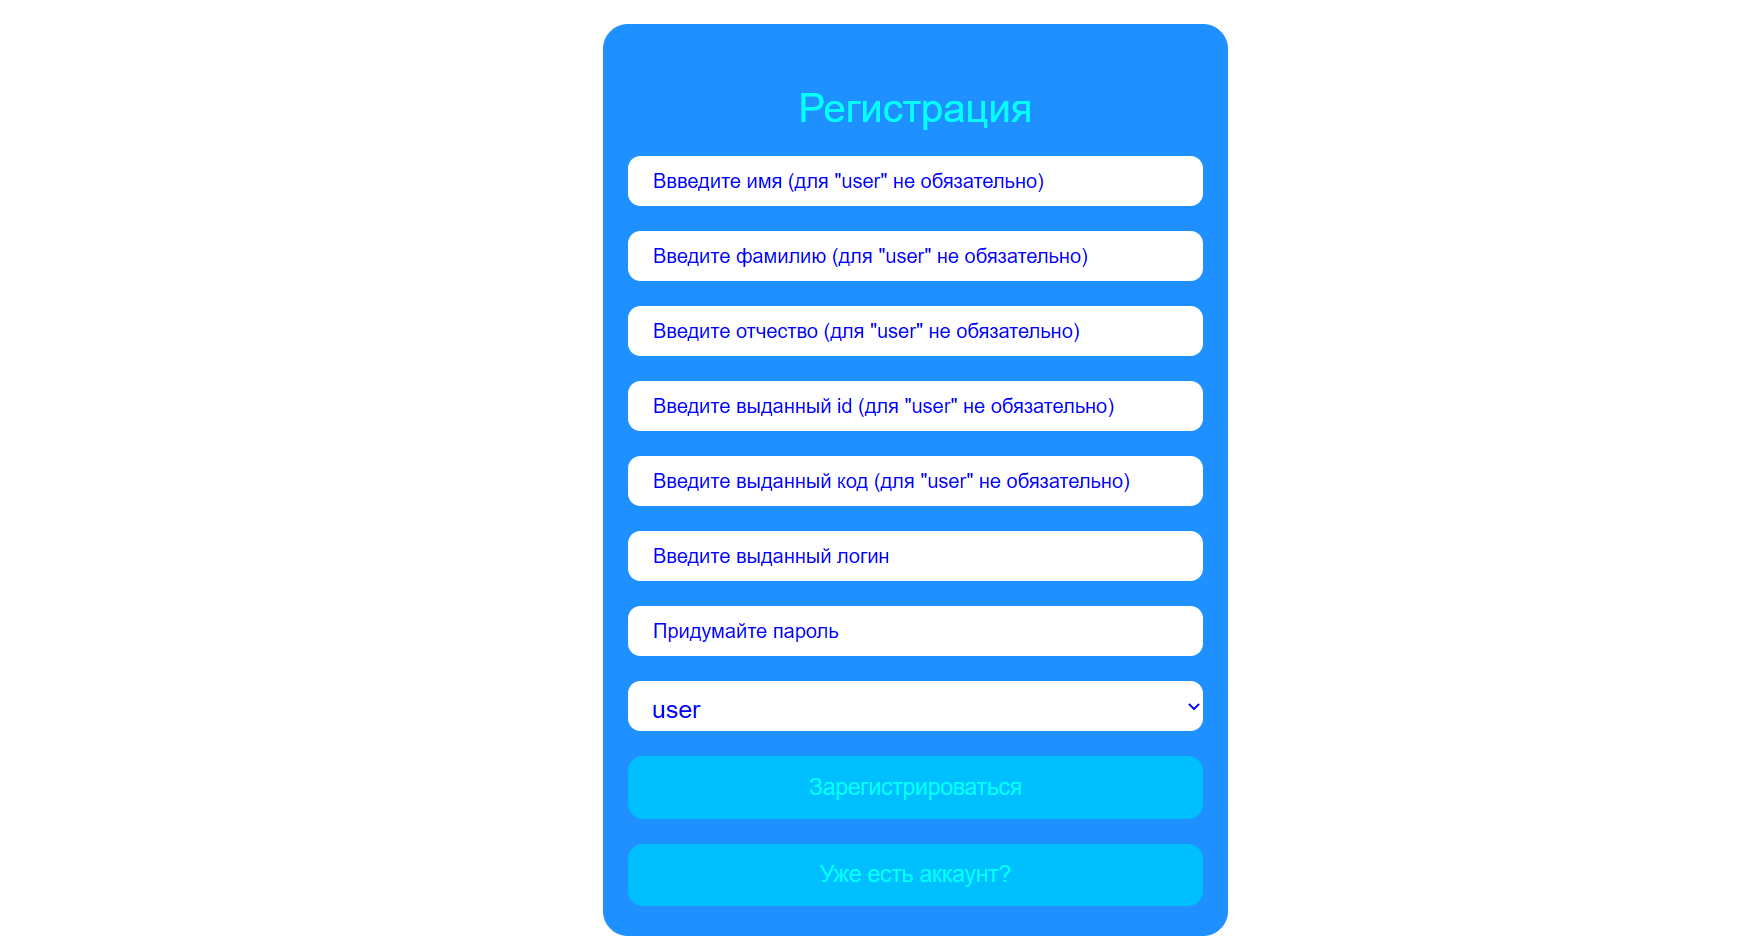 Регистрация
Ввведите имя (для "user" не обязательно)
Введите фамилию (для "user" не обязательно)
Введите отчество (для "user" не обязательно)
Введите выданный id (для "user" не обязательно)
Введите выданный код (для "user" не обязательно)
Введите выданный логин
Придумайте пароль
user
Зарегистрироваться
Уже есть аккаунт?